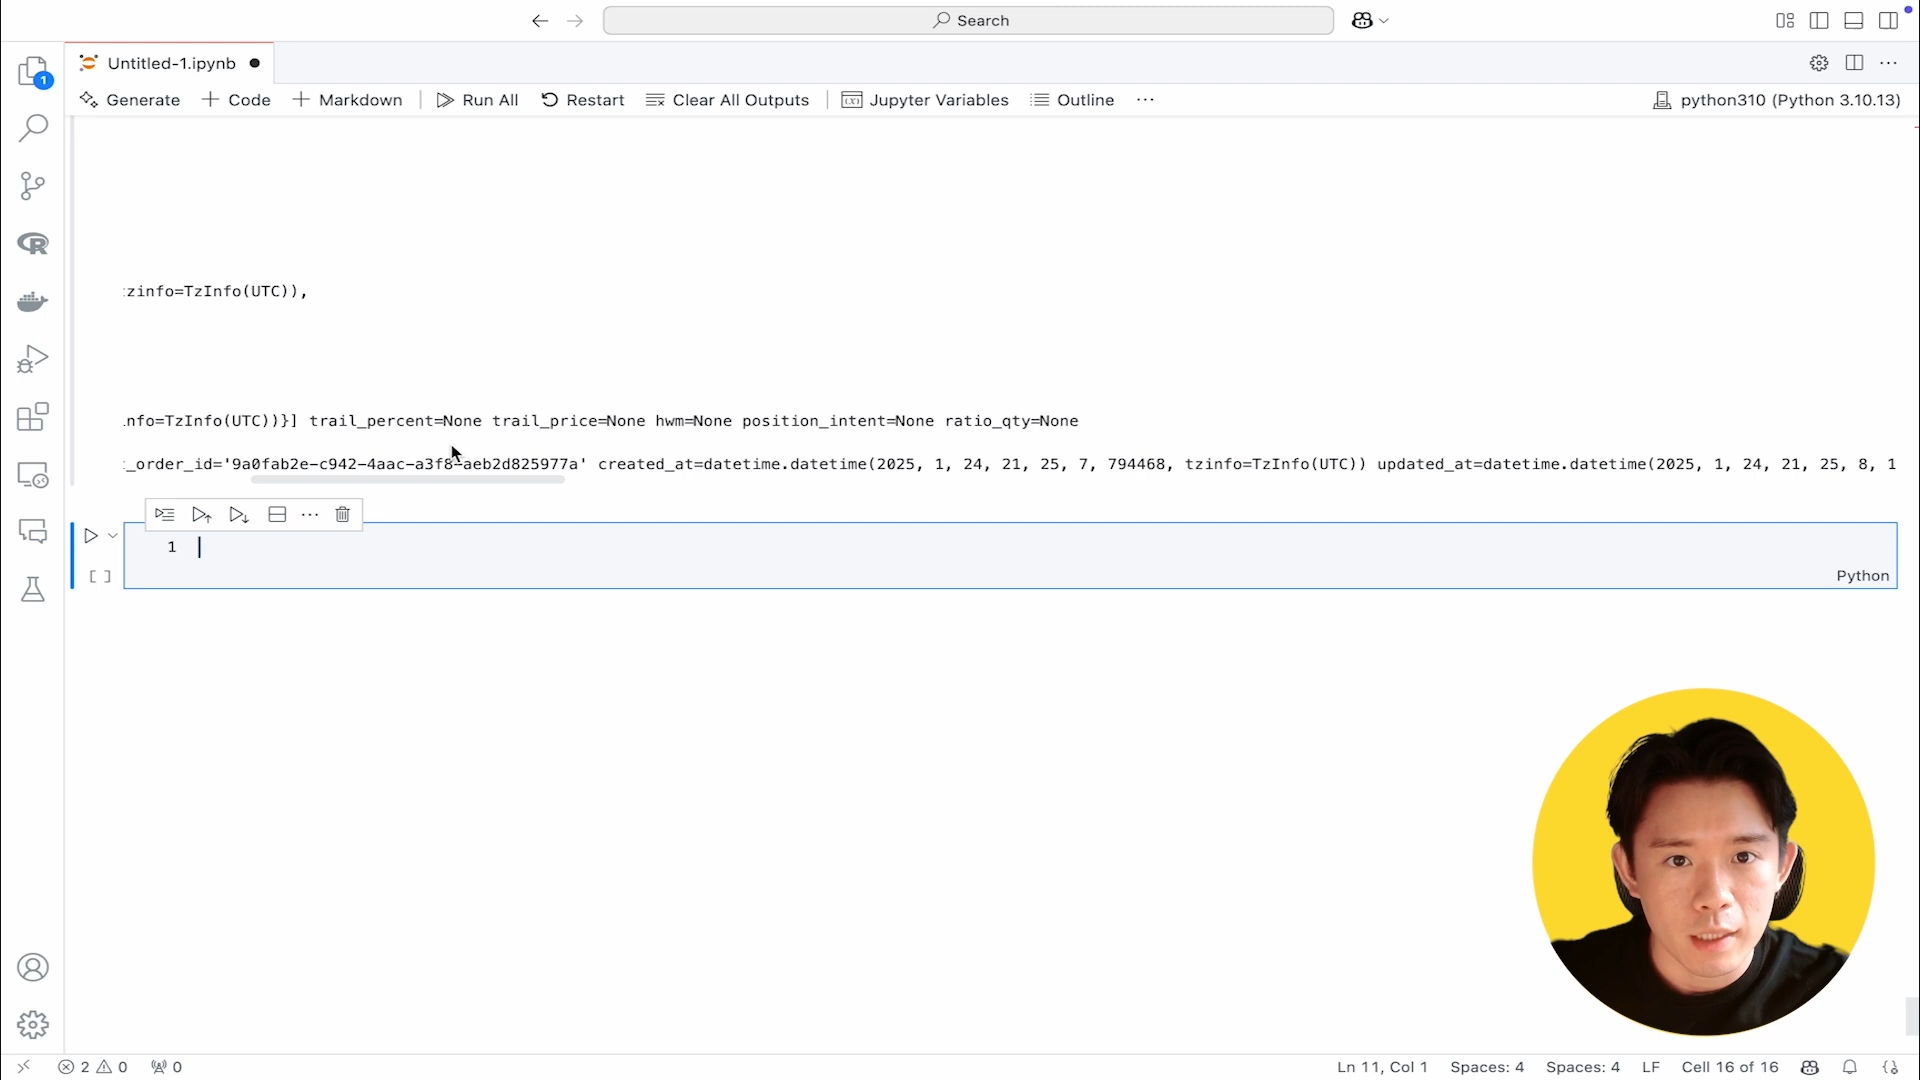 Search
Untitled-1.ipynb
1
Generate
Code
Markdown
Run All
Restart
Clear All Outputs
Jupyter Variables
Outline
python310 (Python 3.10.13)
zinfo=TzInfo(UTC)),
nfo=TzInfo(UTC))}] trail_percent=None trail_price=None hwm=None position_intent=None ratio_qty=None
_order_id='9a0fab2e-c942-4aac-a3f8-aeb2d825977a' created_at=datetime.datetime(2025, 1, 24, 21, 25, 7, 794468, tzinfo=TzInfo(UTC)) updated_at=datetime.datetime(2025, 1, 24, 21, 25, 8, 1
1
[ ]
Python
2 0 0
Ln 11, Col 1
Spaces: 4
Spaces: 4
LF
Cell 16 of 16